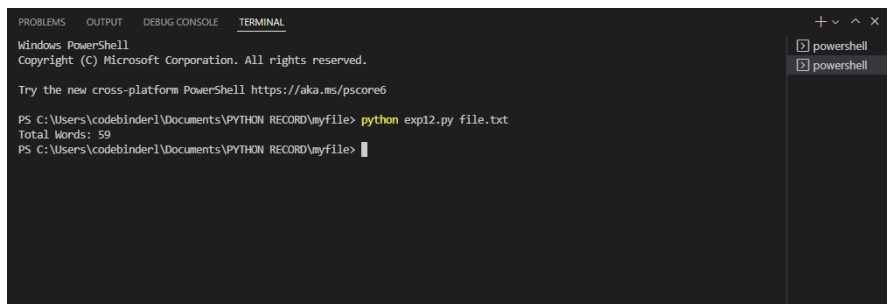 PROBLEMS OUTPUT DEBUG CONSOLE TERMINAL
Windows PowerShell
Copyright (C) Microsoft Corporation. All rights reserved.
Try the new cross-platform PowerShell https://aka.ms/pscore6
PS C:\Users\codebinderl\Documents\PYTHON RECORD\myfile> python exp12.py file.txt
Total Words: 59
PS C:\Users\codebinderl\Documents\PYTHON RECORD\myfile>
powershell
powershell